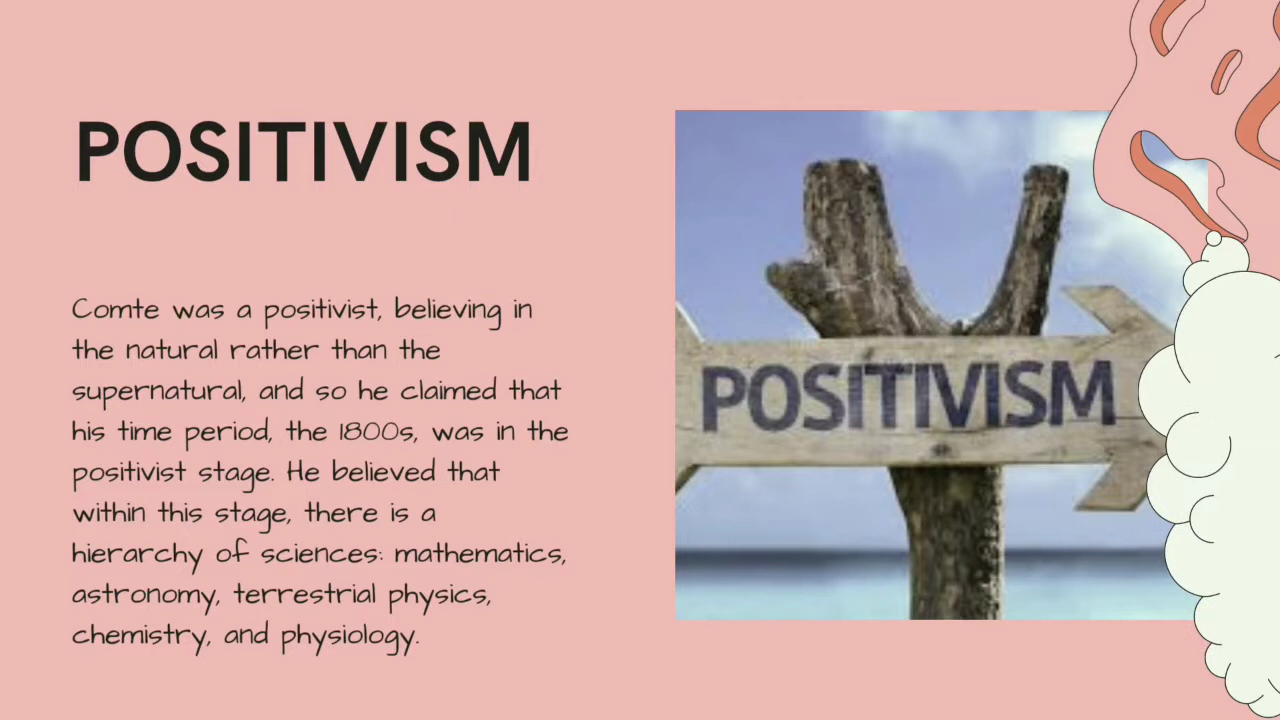 POSITIVISM
Comte was a positivist, believing in
the natural rather than the
supernatural, and so he claimed that
his time period, the 1800s, was in the
positivist stage. He believed that
within this stage, there is a
hierarchy of sciences: mathematics,
astronomy, terrestrial physics,
chemistry, and physiology.
POSITIVISM